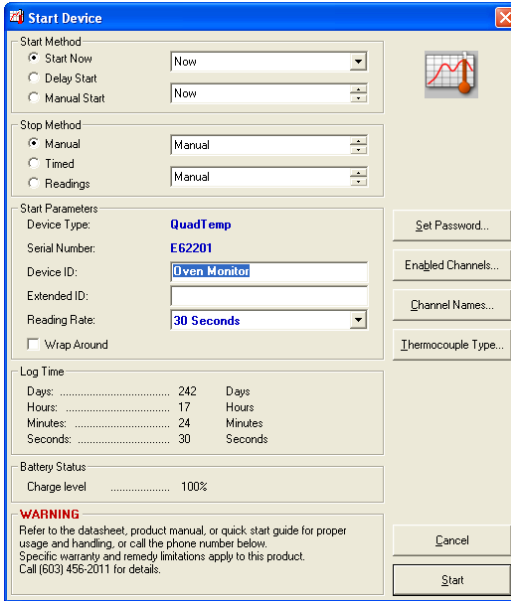 Start Device
Start Method
Start Now
Now
Delay Start
Manual Start
Now
Stop Method
Manual
Manual
Timed
Readings
Manual
Start Parameters
Device Type: QuadTemp
Serial Number: E62201
Device ID: Oven Monitor
Extended ID:
Reading Rate: 30 Seconds
Wrap Around
Set Password...
Enabled Channels...
Channel Names...
Thermocouple Type...
Log Time
Days: .................................... 242 Days
Hours: .................................. 17 Hours
Minutes: ............................... 24 Minutes
Seconds: .............................. 30 Seconds
Battery Status
Charge level .................... 100%
WARNING
Refer to the datasheet, product manual, or quick start guide for proper
usage and handling, or call the phone number below.
Specific warranty and remedy limitations apply to this product.
Call (603) 456-2011 for details.
Cancel
Start